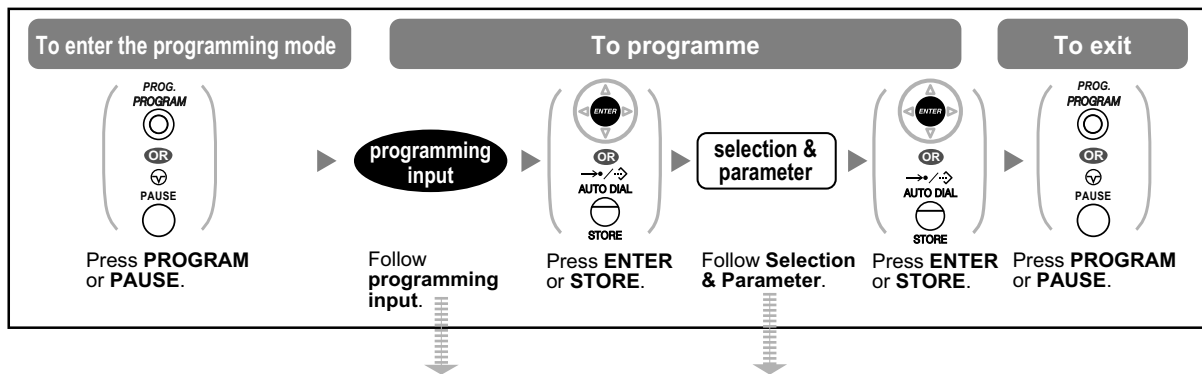 To enter the programming mode
To programme
To exit
PROG.
PROGRAM
OR
PAUSE
Press PROGRAM
or PAUSE.
programming
input
Follow
programming
input.
ENTER
OR
AUTO DIAL
STORE
Press ENTER
or STORE.
selection &
parameter
Follow Selection
& Parameter.
ENTER
OR
AUTO DIAL
STORE
Press ENTER
or STORE.
PROG.
PROGRAM
OR
PAUSE
Press PROGRAM
or PAUSE.